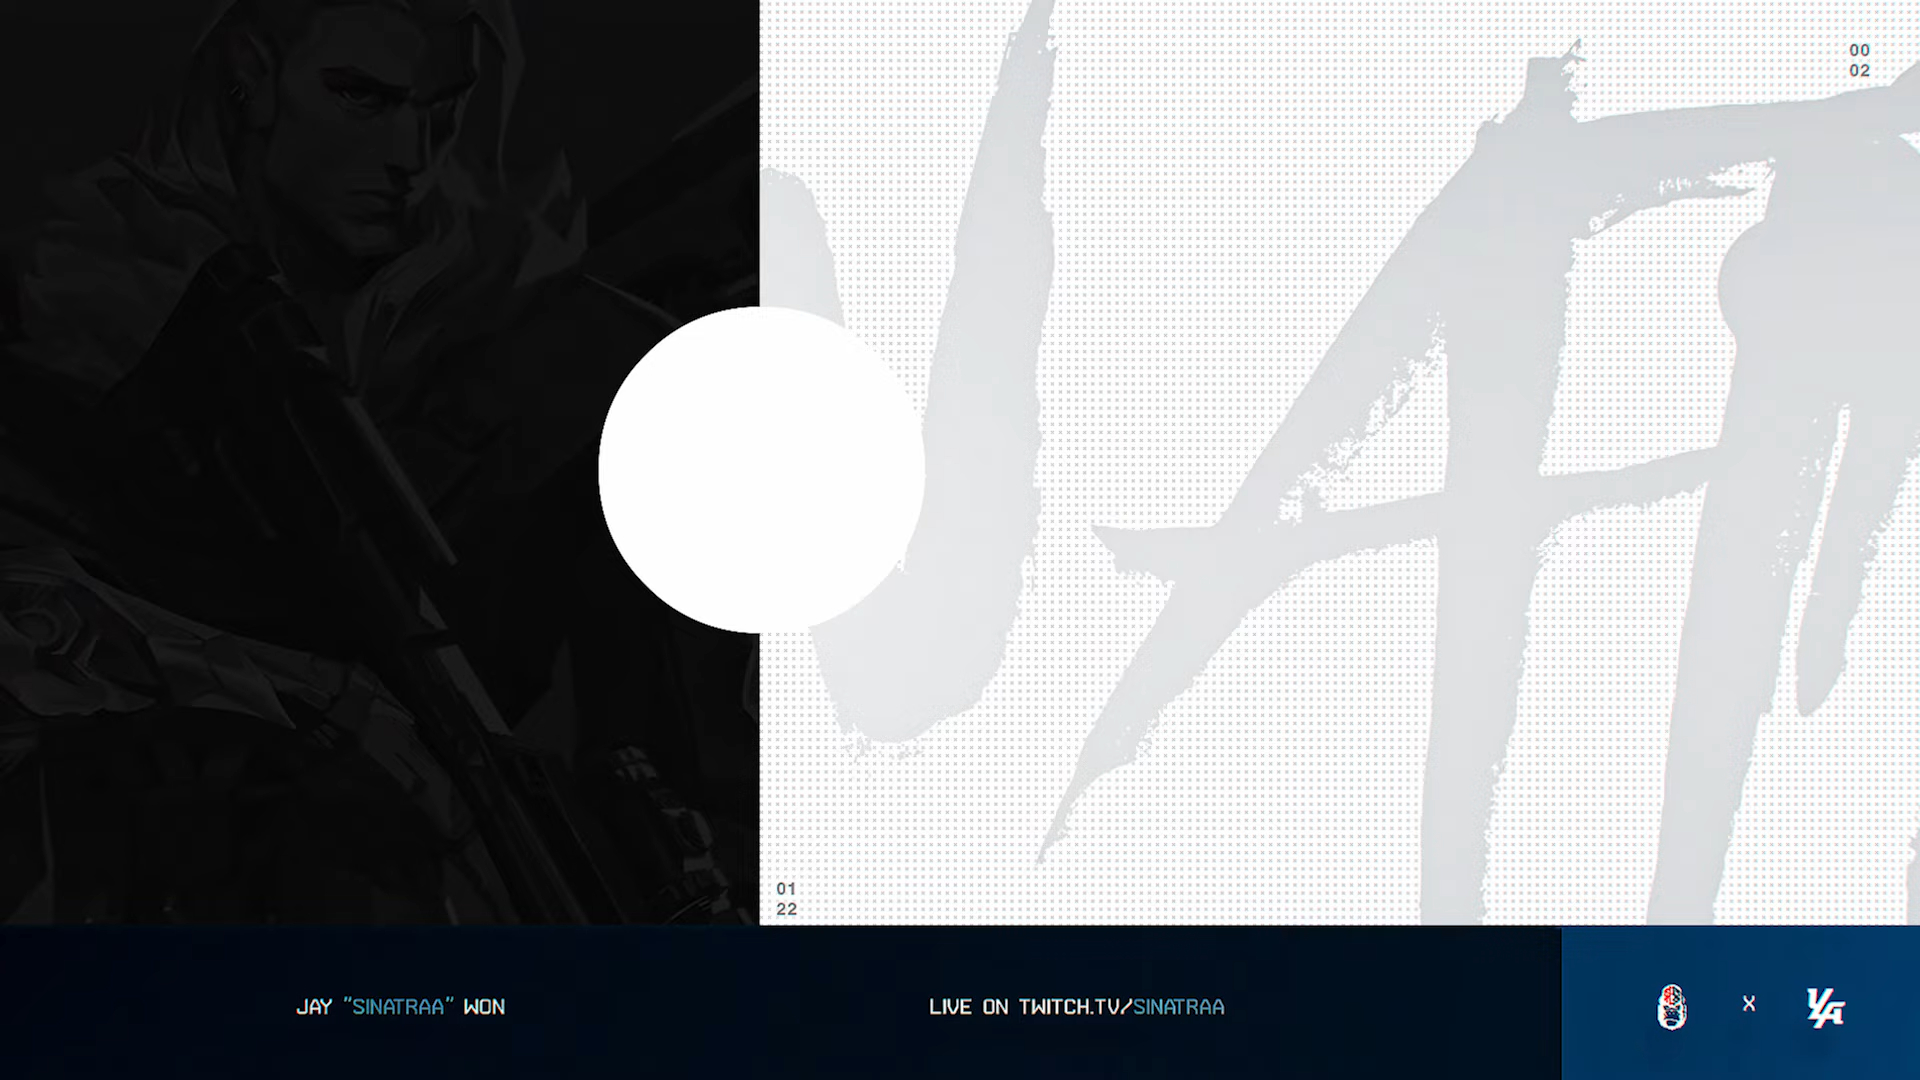 00
02
01
22
JAY "SINATRAA" WON
LIVE ON TWITCH.TV/SINATRAA
X